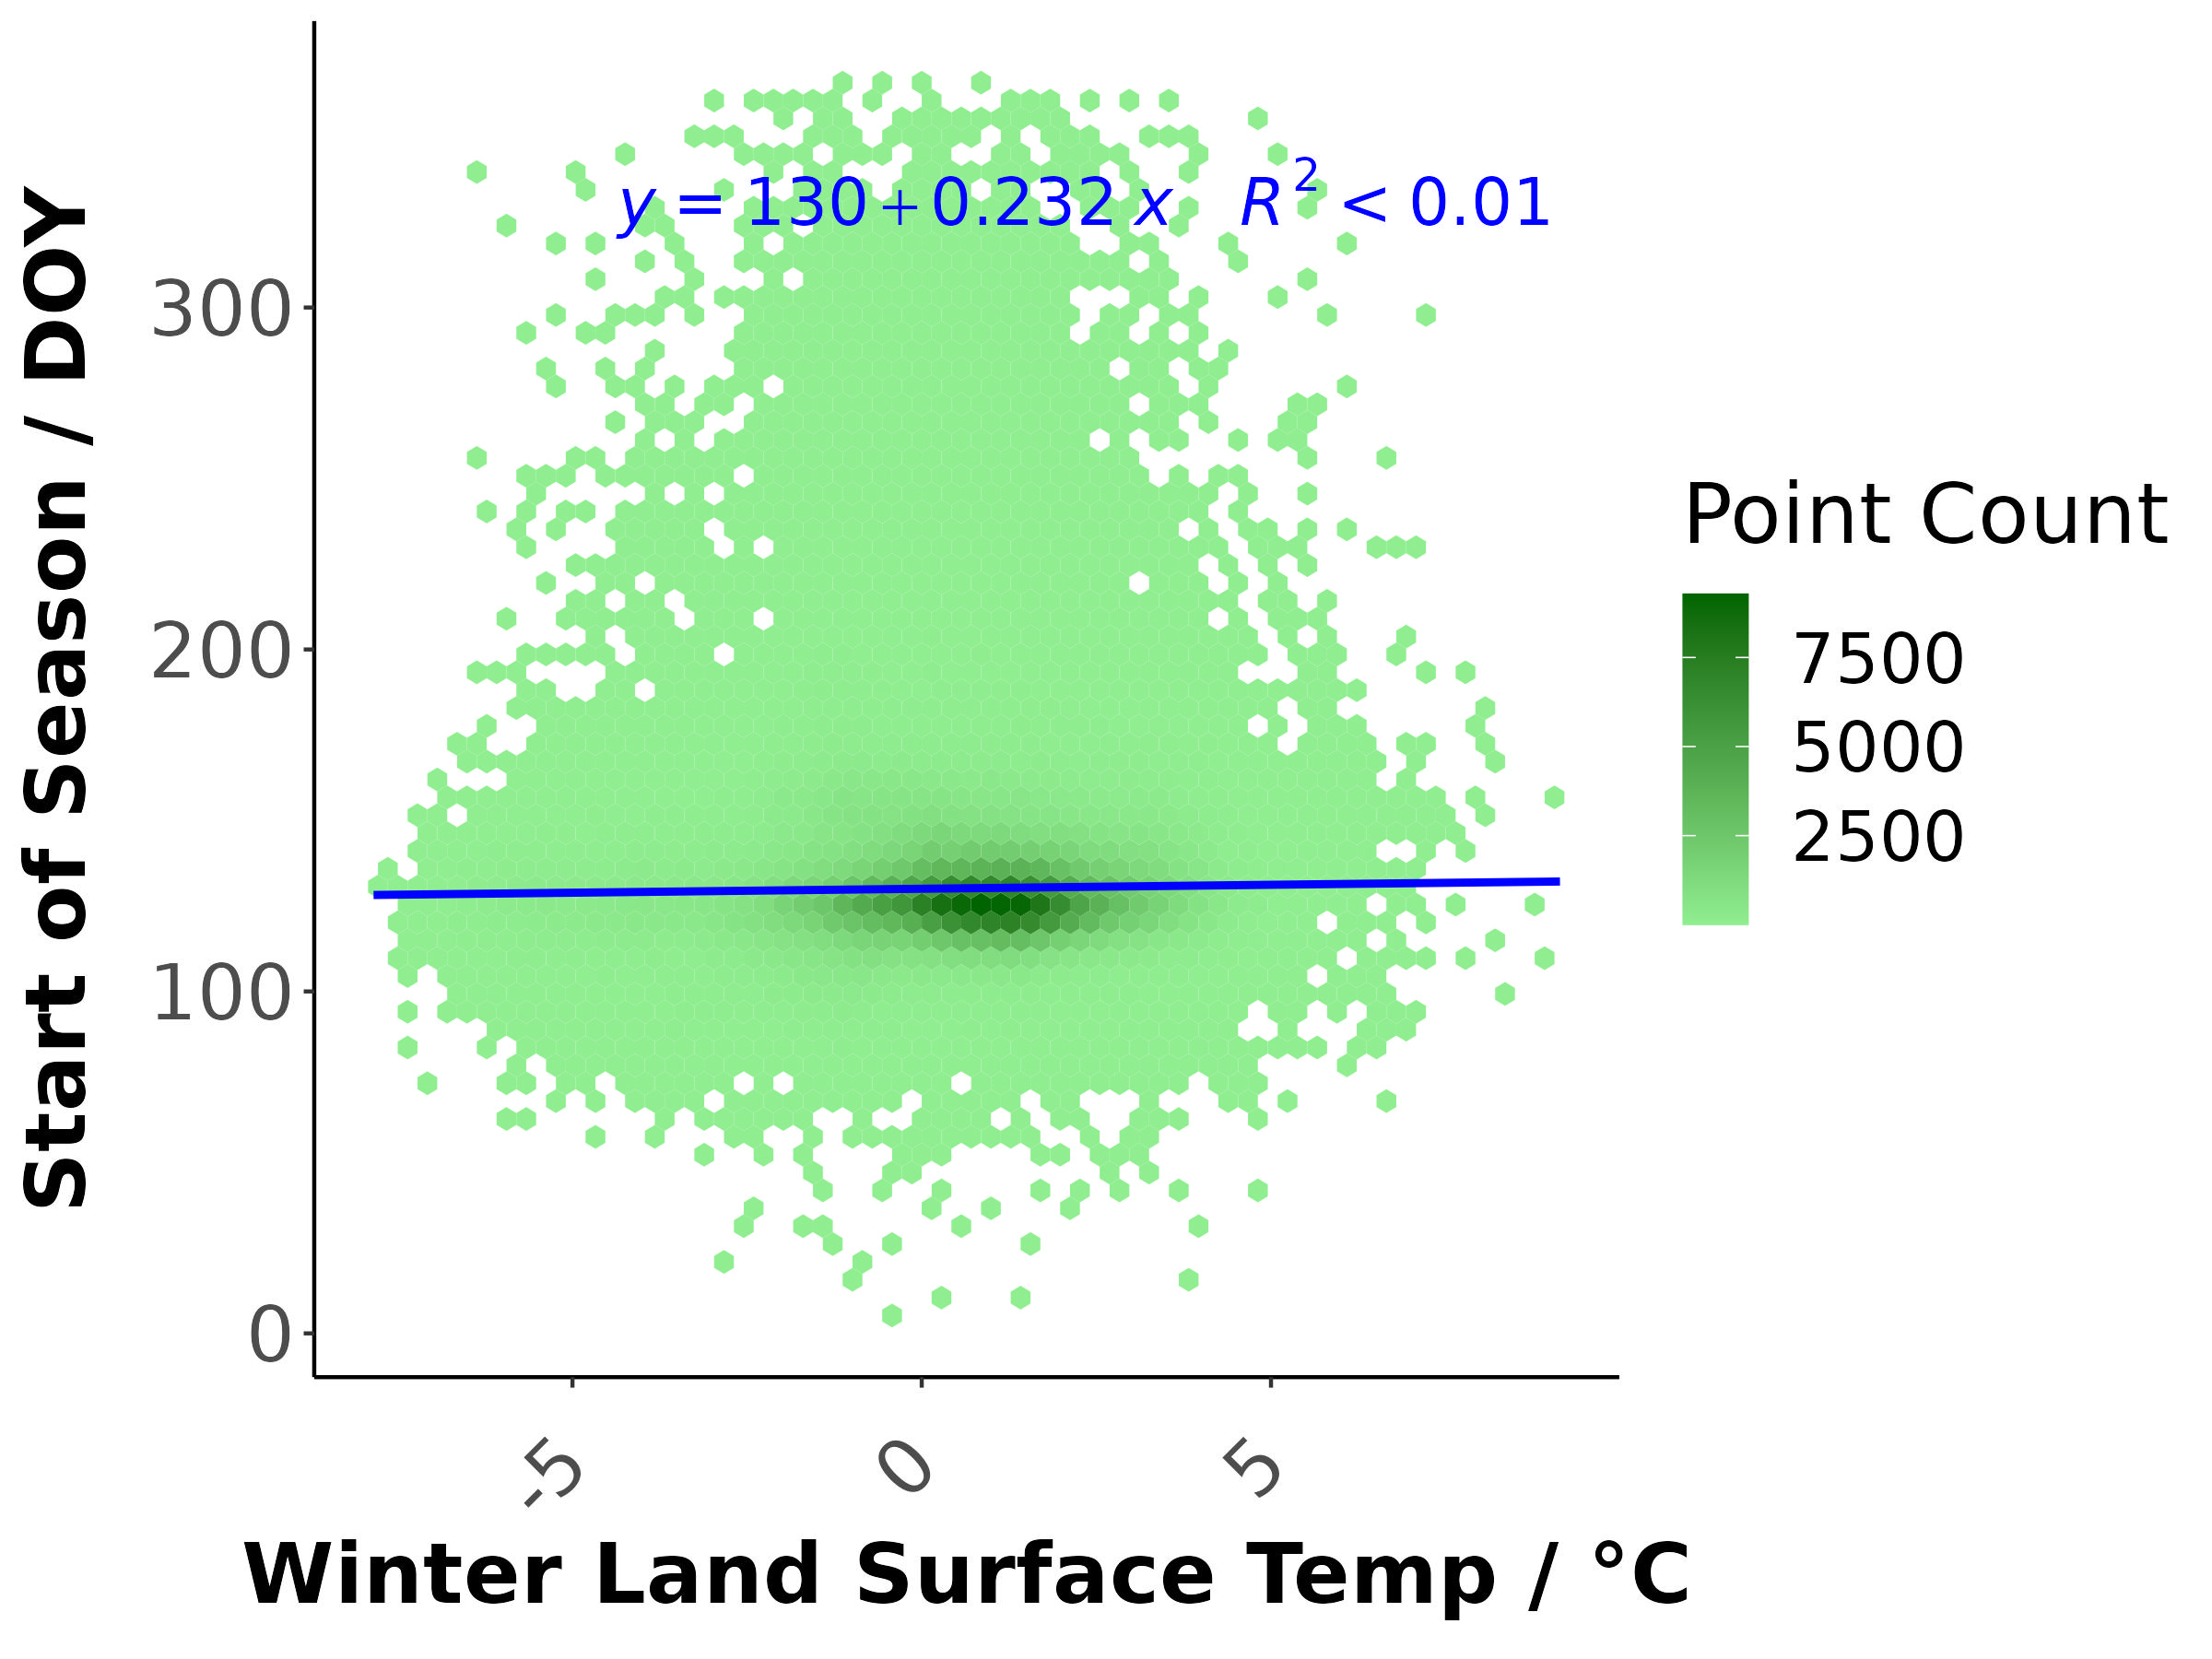 y = 130 + 0.232 x R² < 0.01
Start of Season / DOY
300
200
100
0
-5
0
5
Winter Land Surface Temp / °C
Point Count
7500
5000
2500